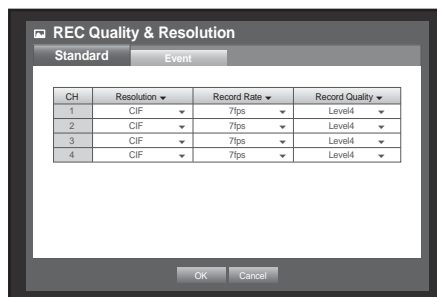 REC Quality & Resolution
Standard Event
CH Resolution Record Rate Record Quality
1 CIF 7fps Level4
2 CIF 7fps Level4
3 CIF 7fps Level4
4 CIF 7fps Level4
OK Cancel